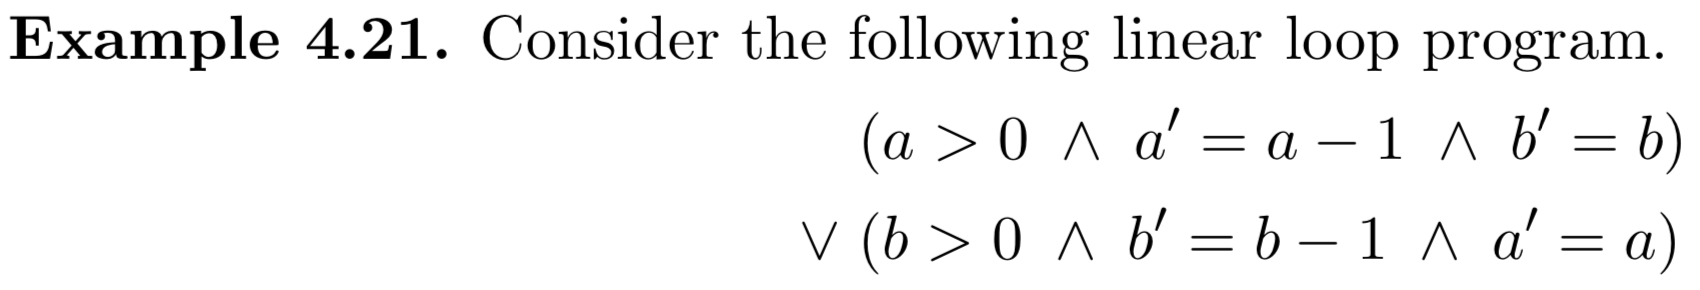 Example 4.21. Consider the following linear loop program.
(a > 0 ∧ a′ = a − 1 ∧ b′ = b)
∨ (b > 0 ∧ b′ = b − 1 ∧ a′ = a)